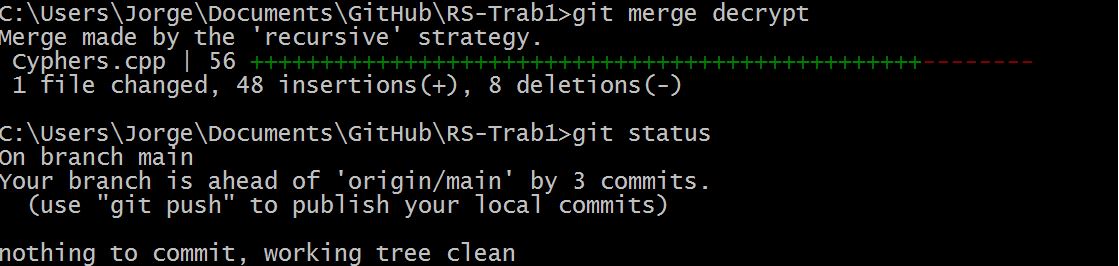 C:\Users\Jorge\Documents\GitHub\RS-Trab1>git merge decrypt
Merge made by the 'recursive' strategy.
 Cyphers.cpp | 56 ++++++++++++++++++++++++++++++++++++++++++++++++--------
 1 file changed, 48 insertions(+), 8 deletions(-)
C:\Users\Jorge\Documents\GitHub\RS-Trab1>git status
On branch main
Your branch is ahead of 'origin/main' by 3 commits.
  (use "git push" to publish your local commits)
nothing to commit, working tree clean